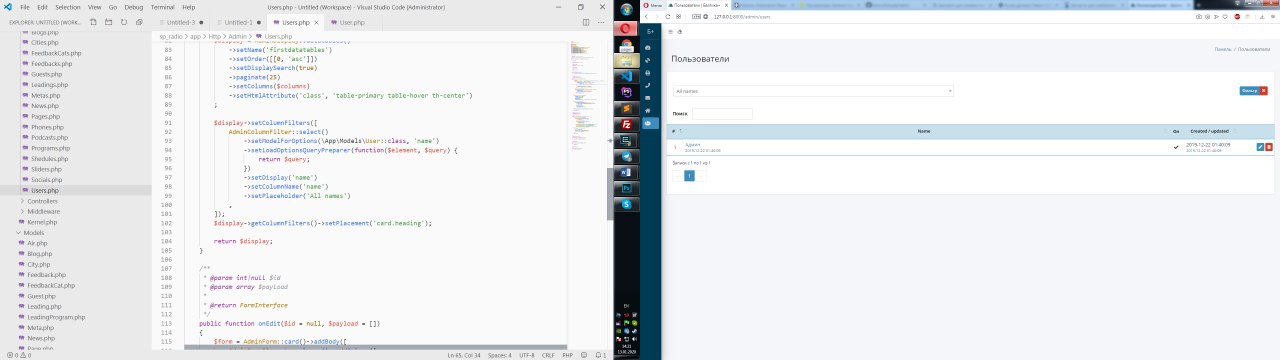 File Edit Selection View Go Debug Terminal Help
Users.php - Untitled (Workspace) - Visual Studio Code [Administrator]
EXPLORER: UNTITLED (WORKSPACE)
Untitled-3
Untitled-1
Users.php
User.php
sp_radio > app > Http > Admin > Users.php
Blogs.php
Cities.php
FeedbackCats.php
Feedbacks.php
Guests.php
Leadings.php
Metas.php
News.php
Pages.php
Phones.php
Podcasts.php
Programs.php
Shedules.php
Sliders.php
Socials.php
Users.php
Controllers
Middleware
Kernel.php
Models
Air.php
Blog.php
City.php
Feedback.php
FeedbackCat.php
Guest.php
Leading.php
LeadingProgram.php
Meta.php
News.php
Page.php
83 ->setName('firstdatatables')
84 ->setOrder([[0, 'asc']])
85 ->setDisplaySearch(true)
86 ->paginate(25)
87 ->setColumns($columns)
88 ->setHtmlAttribute('class', 'table-primary table-hover th-center')
89 ;
90
91 $display->setColumnFilters([
92 AdminColumnFilter::select()
93 ->setModelForOptions(\App\Models\User::class, 'name')
94 ->setLoadOptionsQueryPreparer(function($element, $query) {
95 return $query;
96 })
97 ->setDisplay('name')
98 ->setColumnName('name')
99 ->setPlaceholder('All names')
100 ,
101 ]);
102 $display->getColumnFilters()->setPlacement('card.heading');
103
104 return $display;
105 }
106
107 /**
108 * @param int|null $id
109 * @param array $payload
110 *
111 * @return FormInterface
112 */
113 public function onEdit($id = null, $payload = [])
114 {
115 $form = AdminForm::card()->addBody([
0 0
Ln 65, Col 34 Spaces: 4 UTF-8 CRLF PHP 1
EN
14:21
13.01.2020
127.0.0.1:8000/admin/users
Панель / Пользователи
Пользователи
All names
Фильтр
Поиск
# Name On Created / updated
1
2019-12-22 01:40:09
2019-12-22 01:40:09
Записи с 1 по 1 из 1
1